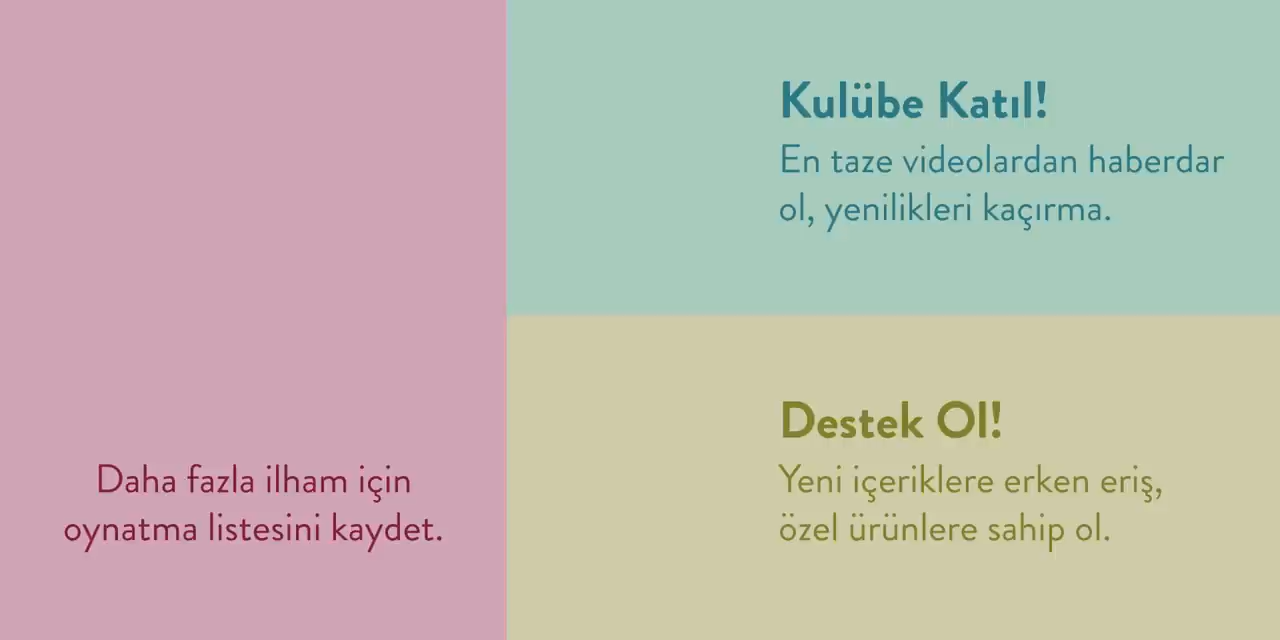 Daha fazla ilham için
oynatma listesini kaydet.
Kulübe Katıl!
En taze videolardan haberdar
ol, yenilikleri kaçırma.
Destek Ol!
Yeni içeriklere erken eriş,
özel ürünlere sahip ol.